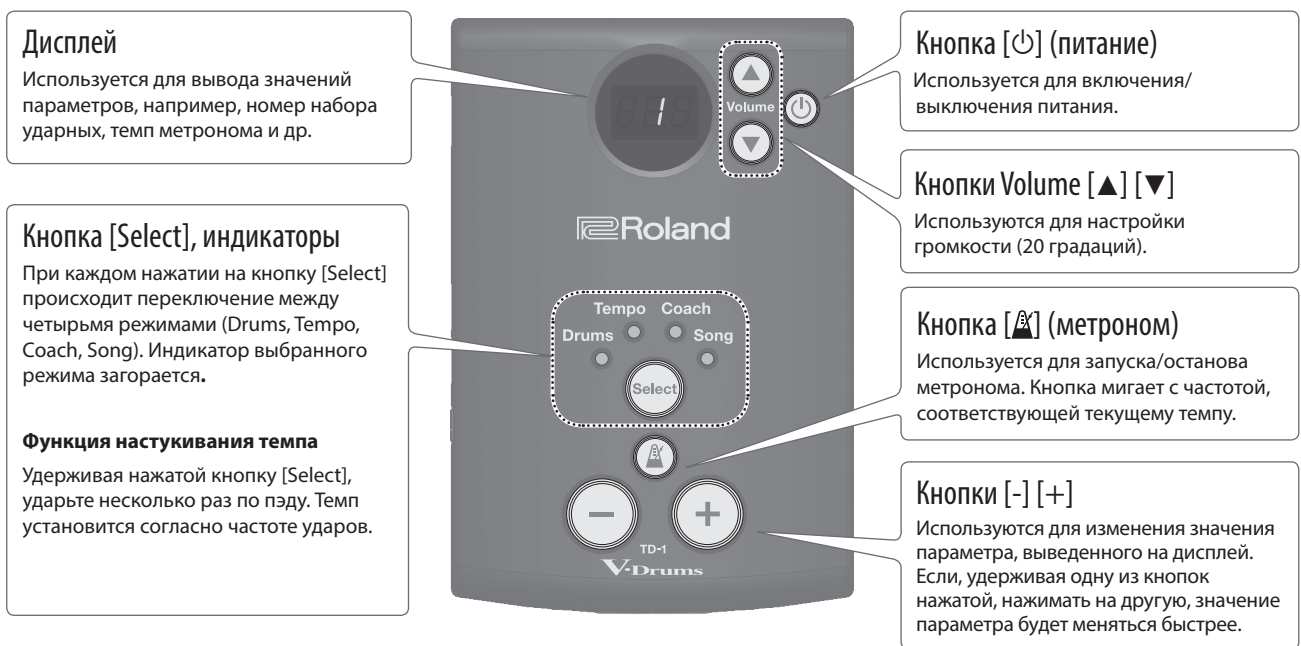 Дисплей
Используется для вывода значений
параметров, например, номер набора
ударных, темп метронома и др.
Кнопка [Select], индикаторы
При каждом нажатии на кнопку [Select]
происходит переключение между
четырьмя режимами (Drums, Tempo,
Coach, Song). Индикатор выбранного
режима загорается.
Функция настукивания темпа
Удерживая нажатой кнопку [Select],
ударьте несколько раз по пэду. Темп
установится согласно частоте ударов.
1
Volume
Roland
Tempo Coach
Drums Song
Select
− +
TD-1
V-Drums
Кнопка [⏻] (питание)
Используется для включения/
выключения питания.
Кнопки Volume [▲] [▼]
Используются для настройки
громкости (20 градаций).
Кнопка [ ] (метроном)
Используется для запуска/останова
метронома. Кнопка мигает с частотой,
соответствующей текущему темпу.
Кнопки [-] [+]
Используются для изменения значения
параметра, выведенного на дисплей.
Если, удерживая одну из кнопок
нажатой, нажимать на другую, значение
параметра будет меняться быстрее.